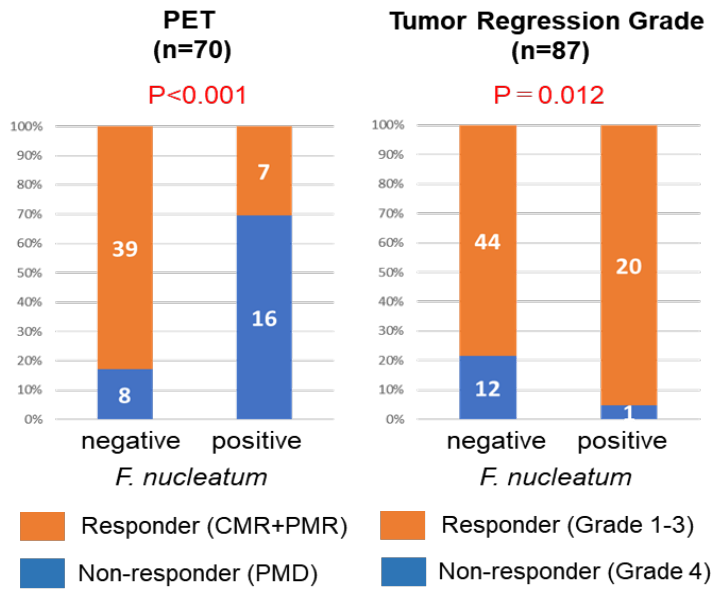 PET
(n=70)
P<0.001
100%
90%
80%
70%
60%
50%
40%
30%
20%
10%
0%
39
8
7
16
negative positive
F. nucleatum
Responder (CMR+PMR)
Non-responder (PMD)
Tumor Regression Grade
(n=87)
P = 0.012
100%
90%
80%
70%
60%
50%
40%
30%
20%
10%
0%
44
12
20
1
negative positive
F. nucleatum
Responder (Grade 1-3)
Non-responder (Grade 4)